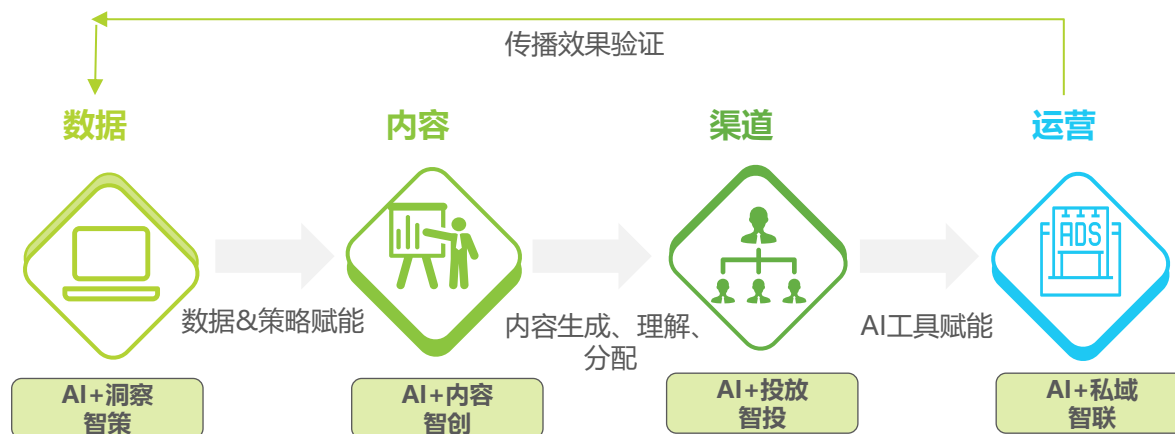 传播效果验证
数据
内容
渠道
运营
ADS
数据&策略赋能
内容生成、理解、
分配
AI工具赋能
AI+洞察
智策
AI+内容
智创
AI+投放
智投
AI+私域
智联